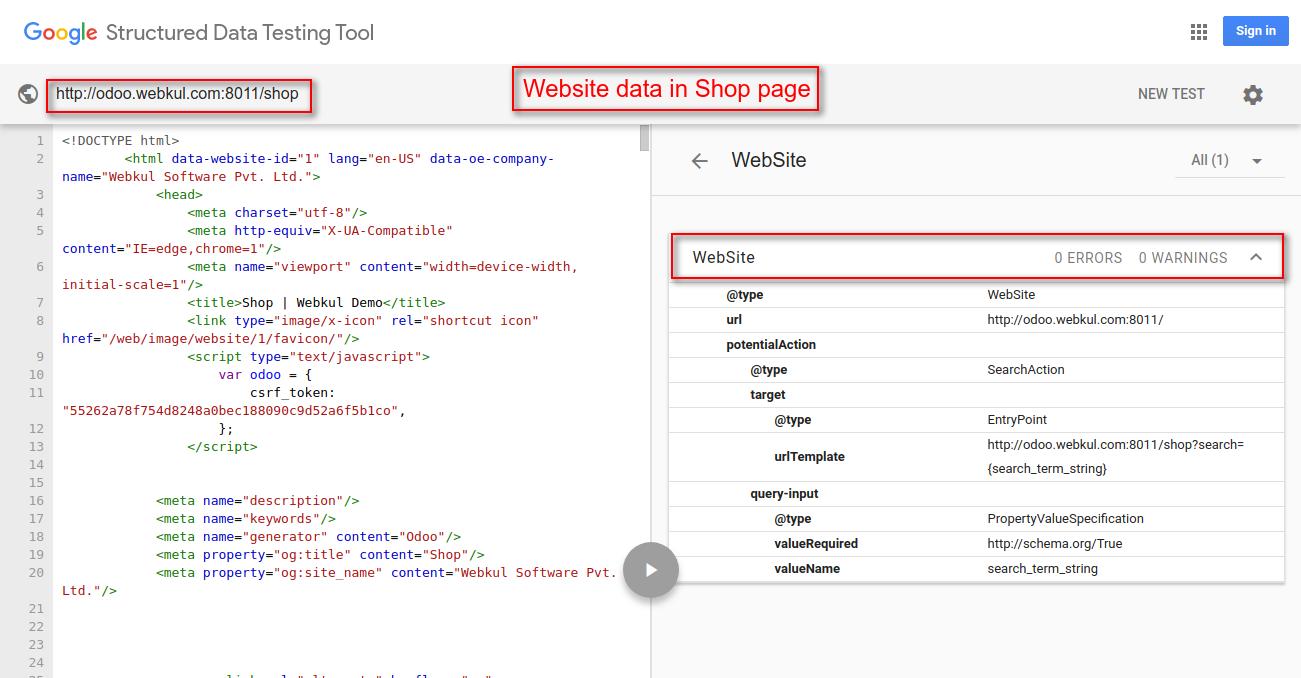 Google Structured Data Testing Tool
Sign in
http://odoo.webkul.com:8011/shop
Website data in Shop page
NEW TEST
1 <!DOCTYPE html>
2 <html data-website-id="1" lang="en-US" data-oe-company-
name="Webkul Software Pvt. Ltd.">
3 <head>
4 <meta charset="utf-8"/>
5 <meta http-equiv="X-UA-Compatible"
content="IE=edge,chrome=1"/>
6 <meta name="viewport" content="width=device-width,
initial-scale=1"/>
7 <title>Shop | Webkul Demo</title>
8 <link type="image/x-icon" rel="shortcut icon"
href="/web/image/website/1/favicon/"/>
9 <script type="text/javascript">
10 var odoo = {
11 csrf_token:
"55262a78f754d8248a0bec188090c9d52a6f5b1co",
12 };
13 </script>
14
15
16 <meta name="description"/>
17 <meta name="keywords"/>
18 <meta name="generator" content="Odoo"/>
19 <meta property="og:title" content="Shop"/>
20 <meta property="og:site_name" content="Webkul Software Pvt.
Ltd."/>
21
22
23
24
WebSite
All (1)
WebSite 0 ERRORS 0 WARNINGS
@type WebSite
url http://odoo.webkul.com:8011/
potentialAction
@type SearchAction
target
@type EntryPoint
urlTemplate http://odoo.webkul.com:8011/shop?search=
{search_term_string}
query-input
@type PropertyValueSpecification
valueRequired http://schema.org/True
valueName search_term_string